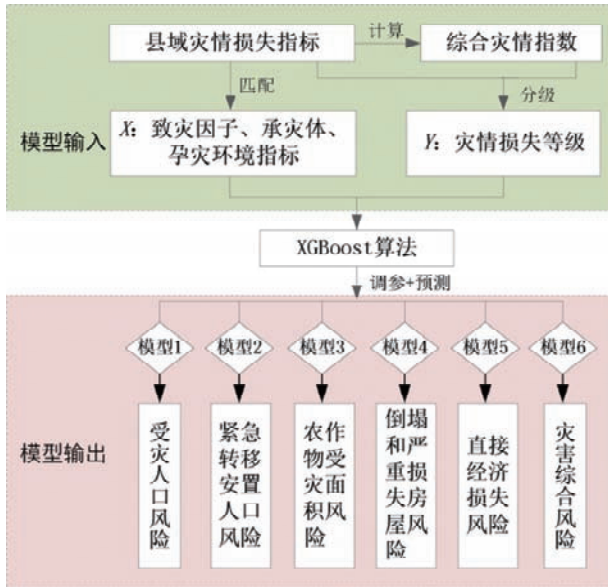 县域灾情损失指标
计算
综合灾情指数
匹配
分级
模型输入
X：致灾因子、承灾体、
孕灾环境指标
Y：灾情损失等级
XGBoost算法
调参+预测
模型1
模型2
模型3
模型4
模型5
模型6
模型输出
受灾人口风险
紧急
转移
安置
人口
风险
农作
物受
灾面
积风
险
倒塌
和严
重损
失房
屋风
险
直接
经济
损失
风险
灾害综合风险